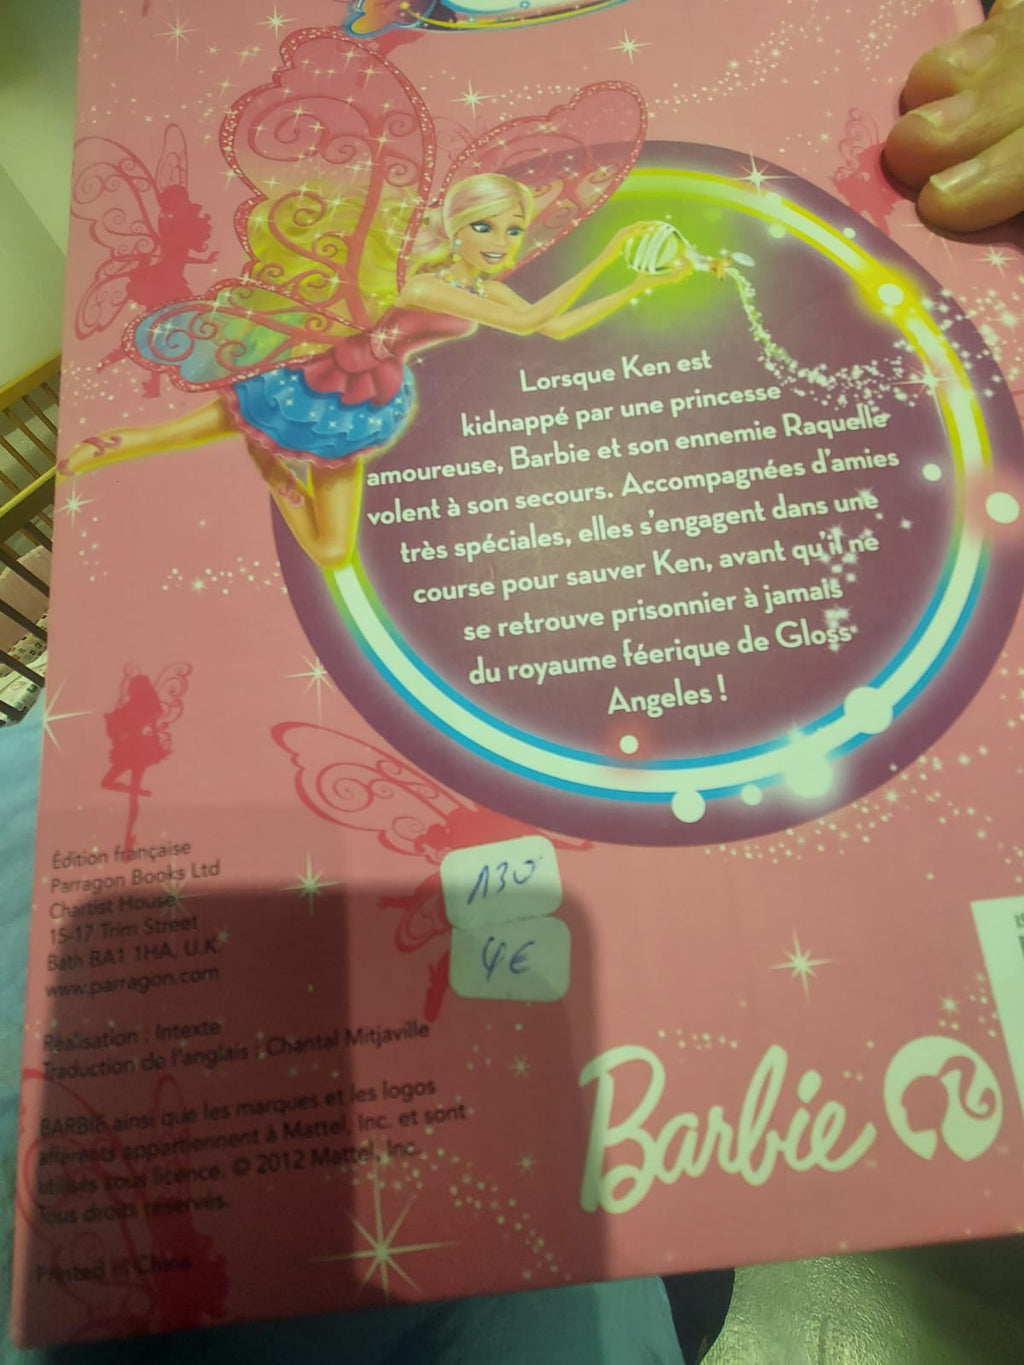 Lorsque Ken est
kidnappé par une princesse
amoureuse, Barbie et son ennemie Raquelle
volent à son secours. Accompagnées d'amies
très spéciales, elles s'engagent dans une
course pour sauver Ken, avant qu'il ne
se retrouve prisonnier à jamais
du royaume féerique de Gloss
Angeles !
Édition française
Parragon Books Ltd
Chartist House
15-17 Trim Street
Bath BA1 1HA, U.K.
www.parragon.com
Réalisation : Intexte
Traduction de l'anglais : Chantal Mitjaville
BARBIE ainsi que les marques et les logos
afférents appartiennent à Mattel, Inc. et sont
utilisés sous licence. © 2012 Mattel, Inc.
Tous droits réservés.
Printed in China
130
4€
Barbie